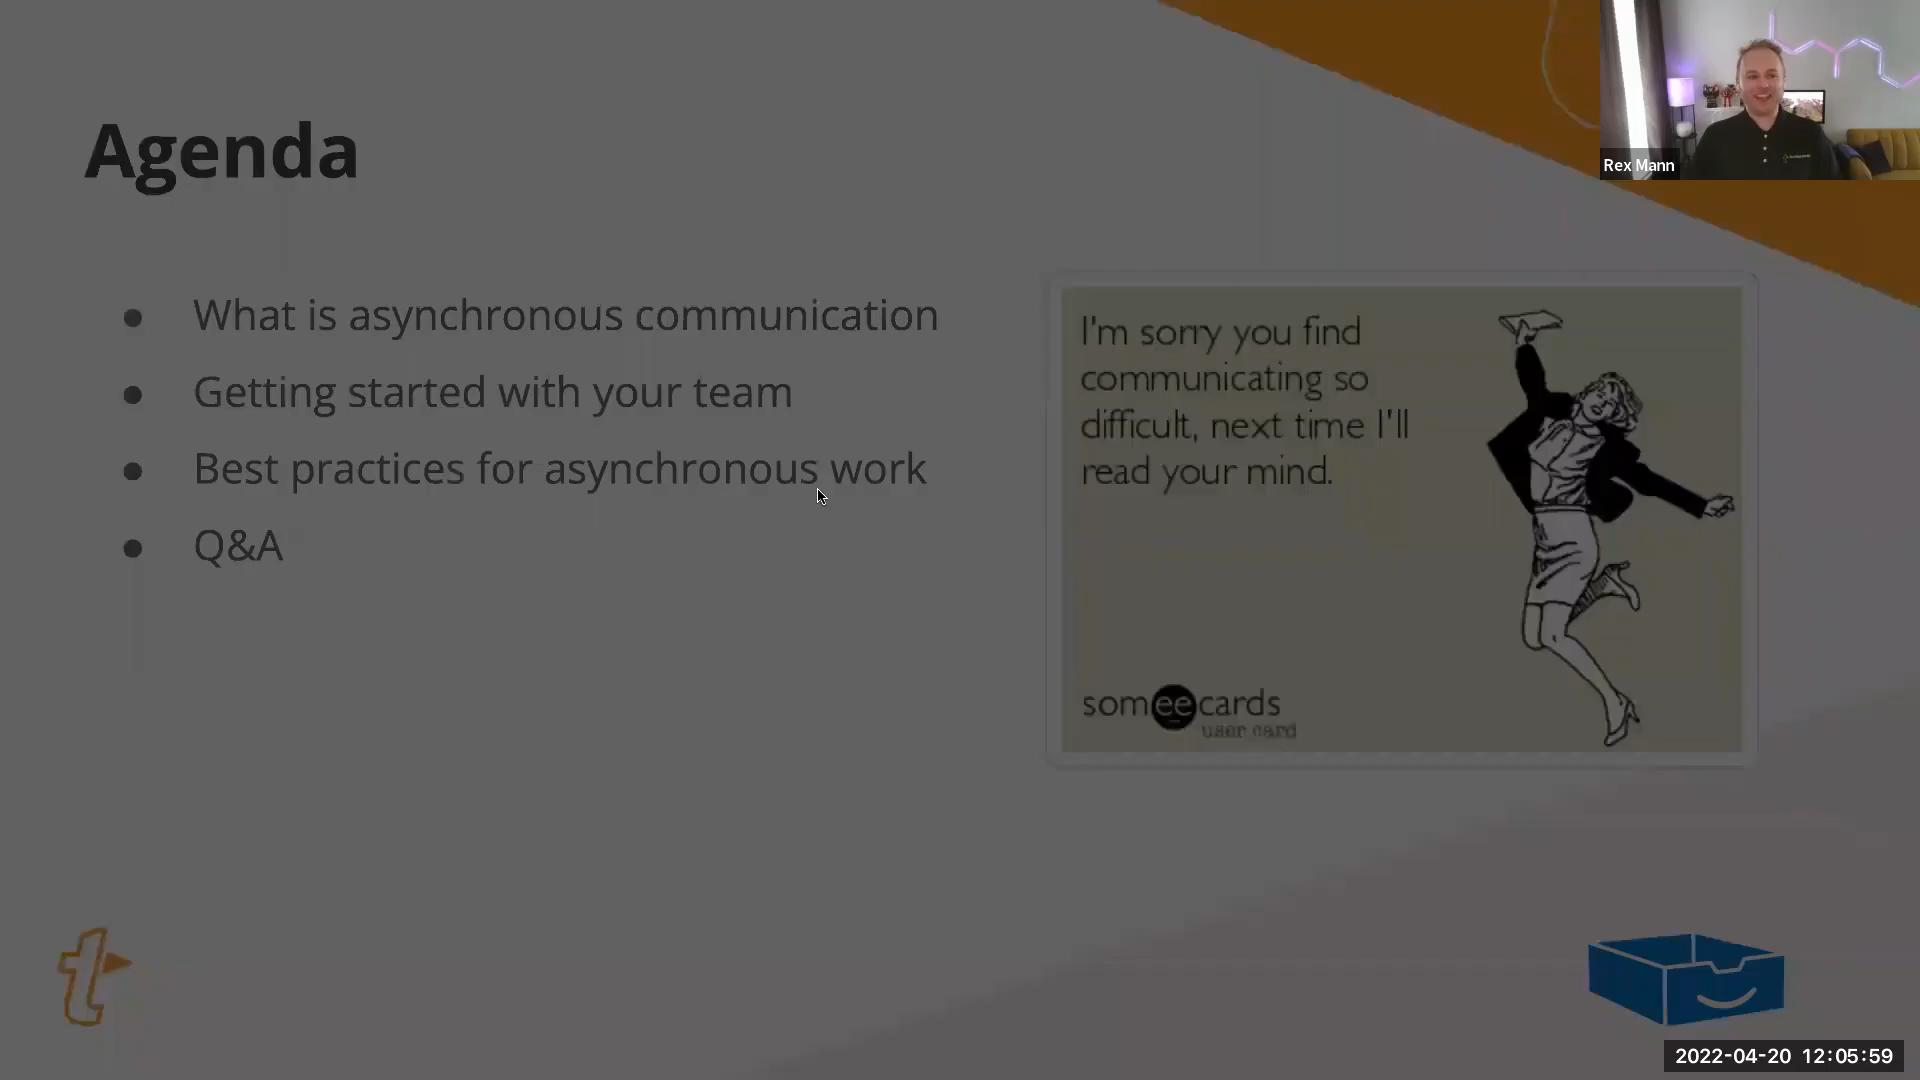 Agenda
● What is asynchronous communication
● Getting started with your team
● Best practices for asynchronous work
● Q&A
I'm sorry you find
communicating so
difficult, next time I'll
read your mind.
someecards
user card
Rex Mann
t
2022-04-20 12:05:59